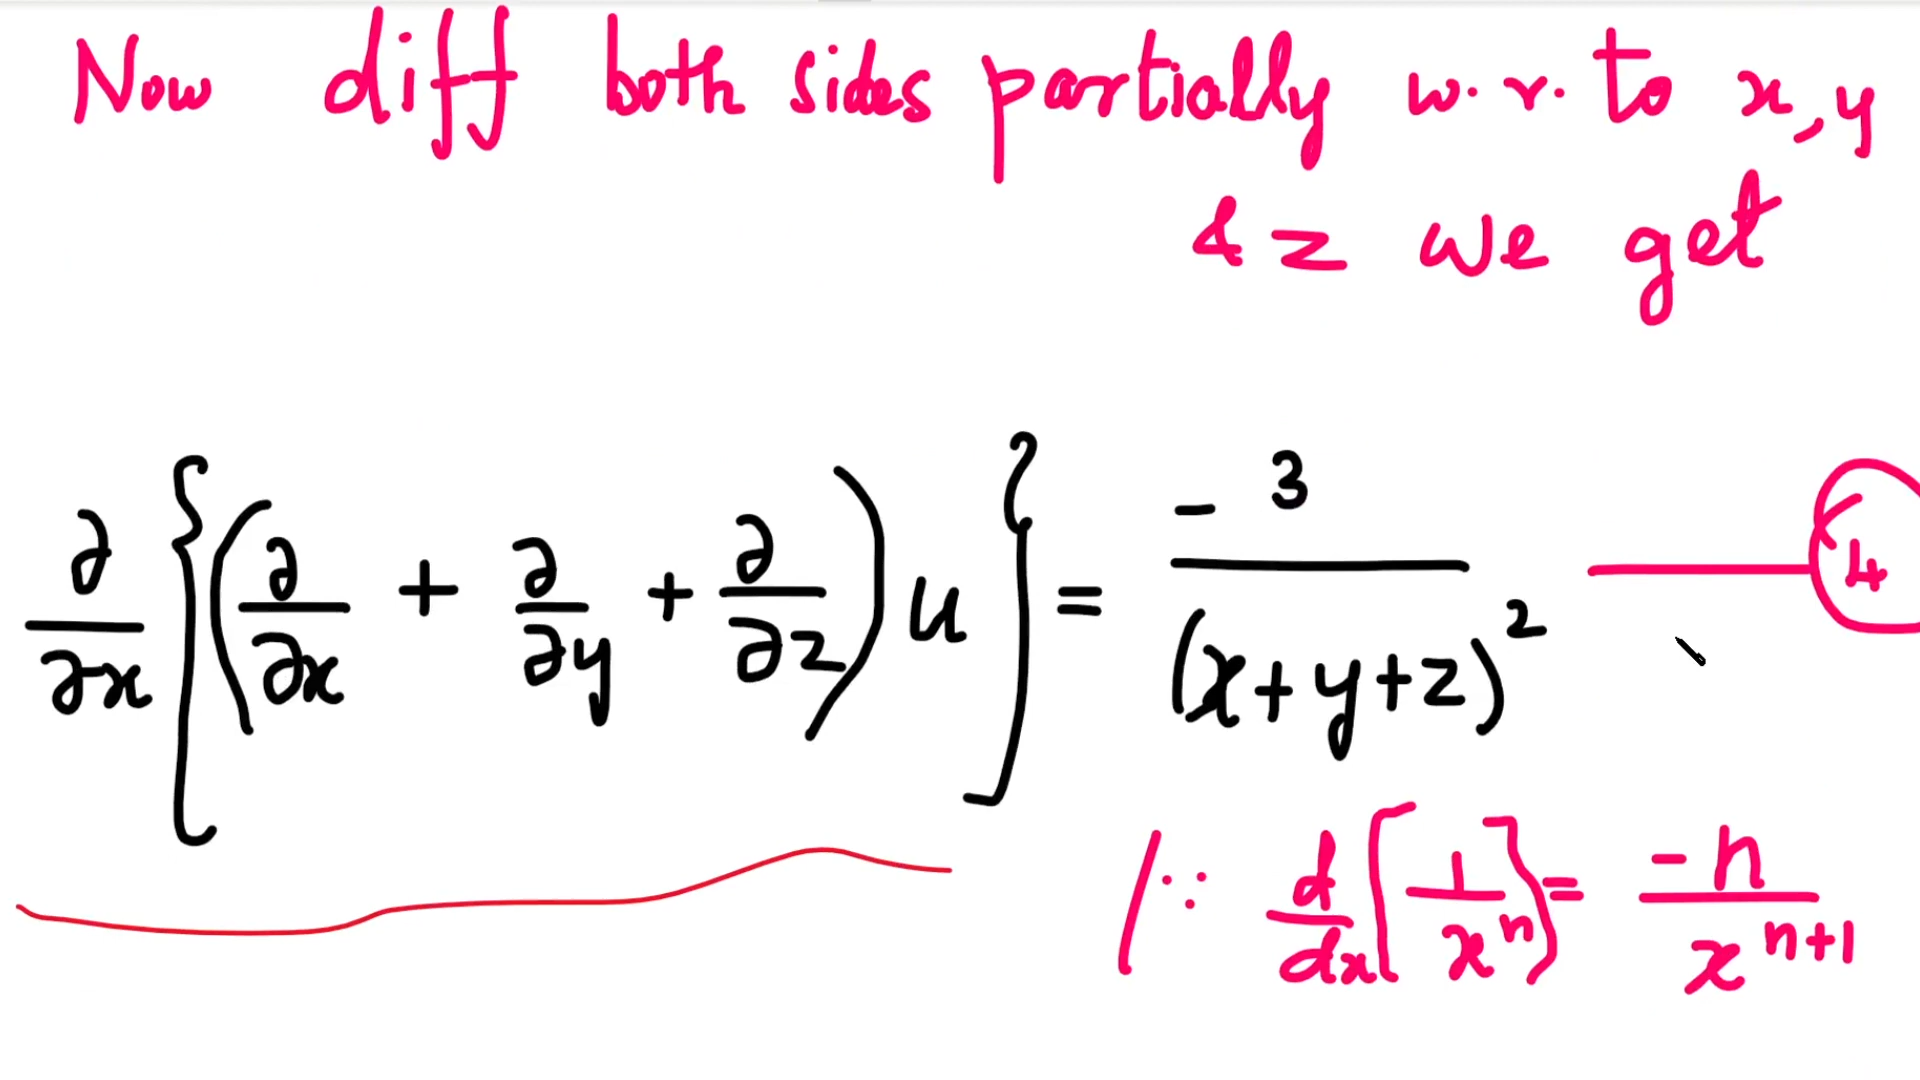 Now diff both sides partially w.r. to x, y
& z we get
∂/∂x {(∂/∂x + ∂/∂y + ∂/∂z) u} = -3/(x+y+z)² — (4
∵ d/dx [1/xⁿ] = -n/xⁿ⁺¹